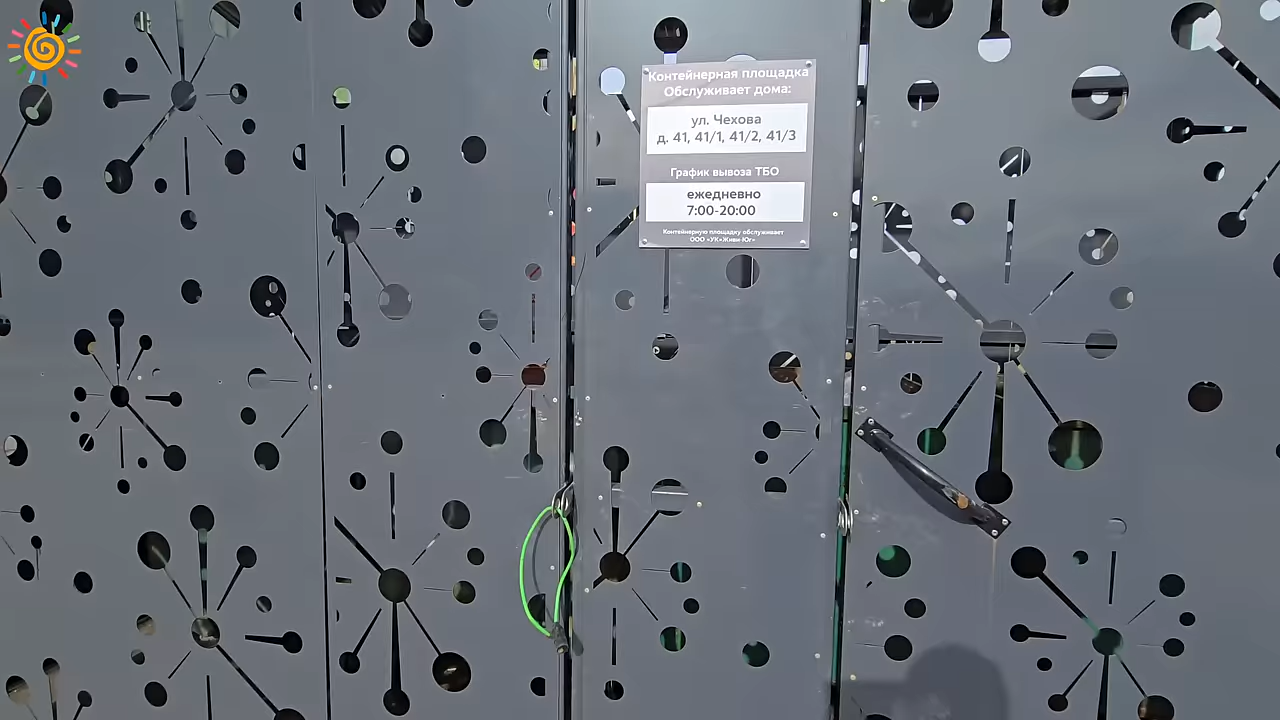 Контейнерная площадка
Обслуживает дома:
ул. Чехова
д. 41, 41/1, 41/2, 41/3
График вывоза ТБО
ежедневно
7:00-20:00
Контейнерную площадку обслуживает
ООО «УК«Живи-Юг»